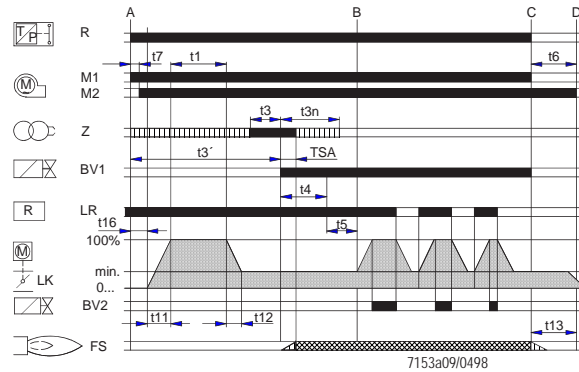 A B C D
T P R
t7 t1 t6
M M1
M2
t3 t3n
Z
t3´ TSA
BV1
t4
R LR
t16 t5
100%
M
min.
LK
0...
BV2
t11 t12 t13
FS
7153a09/0498